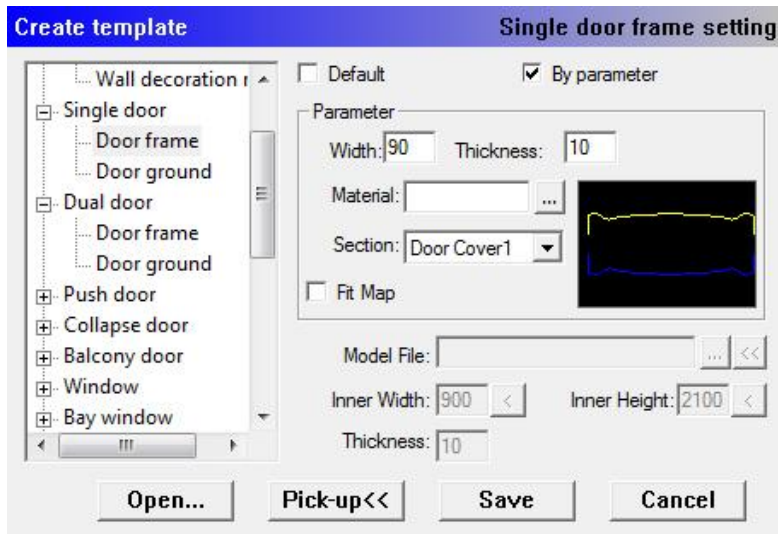 Create template
Single door frame setting
Wall decoration
Single door
Door frame
Door ground
Dual door
Door frame
Door ground
Push door
Collapse door
Balcony door
Window
Bay window
Default
By parameter
Parameter
Width: 90
Thickness: 10
Material:
...
Section: Door Cover1
Fit Map
Model File:
... <<
Inner Width: 900 <
Inner Height: 2100 <
Thickness: 10
Open...
Pick-up<<
Save
Cancel